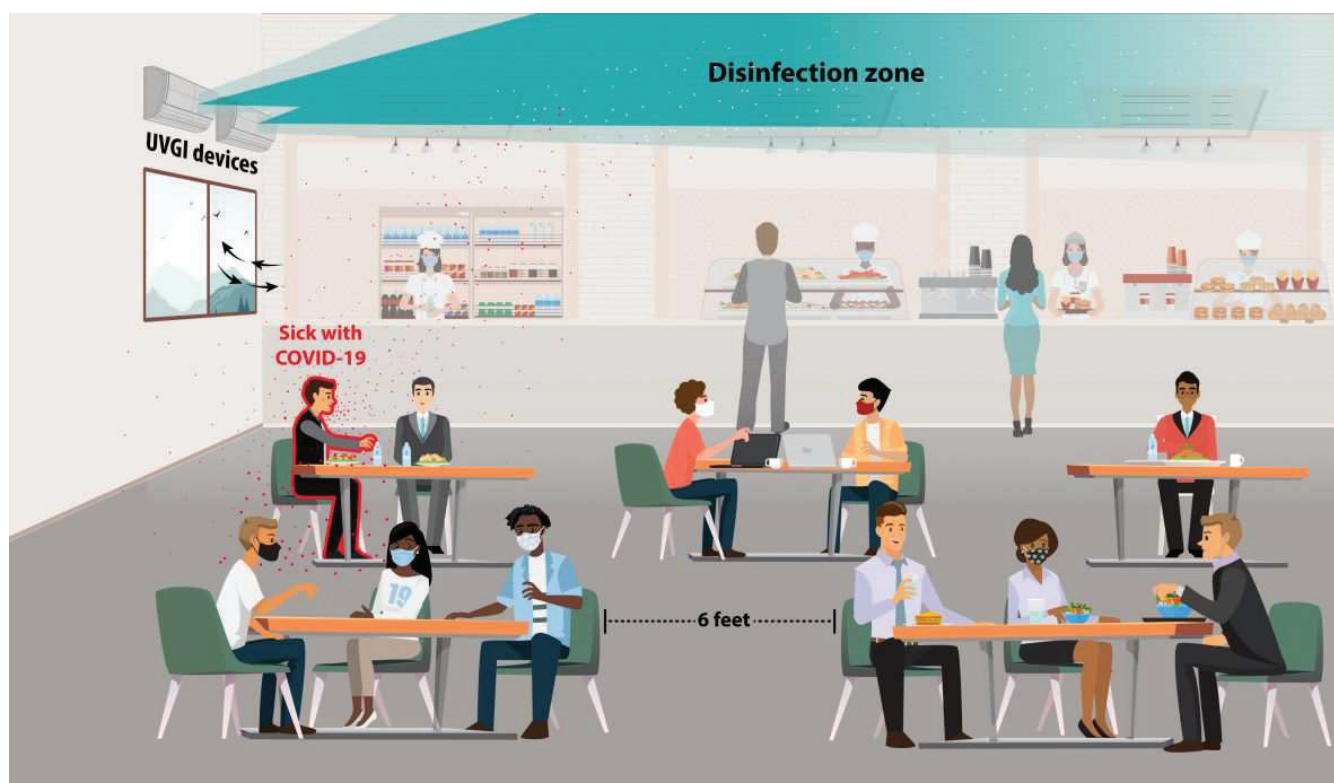 Disinfection zone
UVGI devices
Sick with
COVID-19
19
6 feet